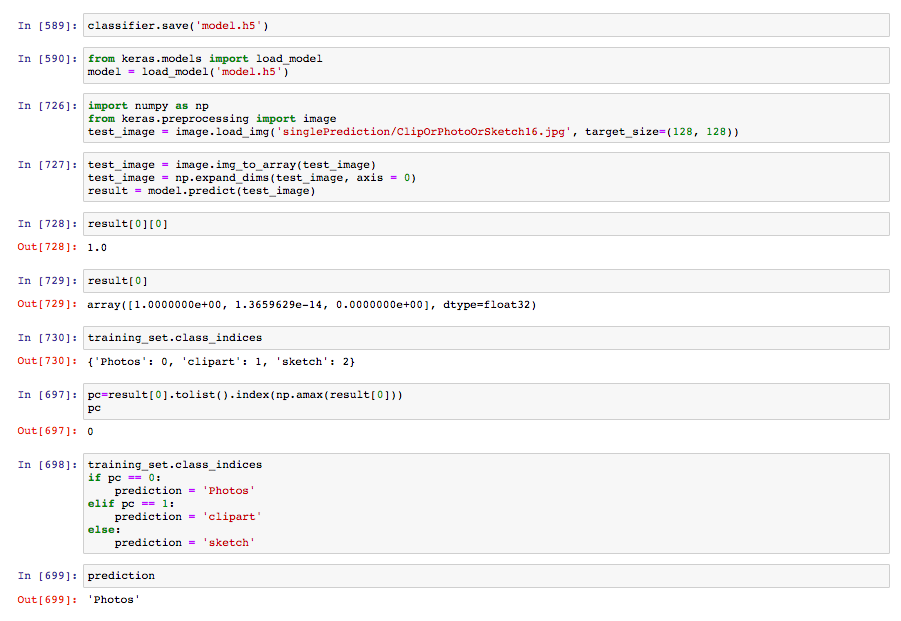 In [589]: classifier.save('model.h5')
In [590]: from keras.models import load_model
model = load_model('model.h5')
In [726]: import numpy as np
from keras.preprocessing import image
test_image = image.load_img('singlePrediction/ClipOrPhotoOrSketch16.jpg', target_size=(128, 128))
In [727]: test_image = image.img_to_array(test_image)
test_image = np.expand_dims(test_image, axis = 0)
result = model.predict(test_image)
In [728]: result[0][0]
Out[728]: 1.0
In [729]: result[0]
Out[729]: array([1.0000000e+00, 1.3659629e-14, 0.0000000e+00], dtype=float32)
In [730]: training_set.class_indices
Out[730]: {'Photos': 0, 'clipart': 1, 'sketch': 2}
In [697]: pc=result[0].tolist().index(np.amax(result[0]))
pc
Out[697]: 0
In [698]: training_set.class_indices
if pc == 0:
    prediction = 'Photos'
elif pc == 1:
    prediction = 'clipart'
else:
    prediction = 'sketch'
In [699]: prediction
Out[699]: 'Photos'